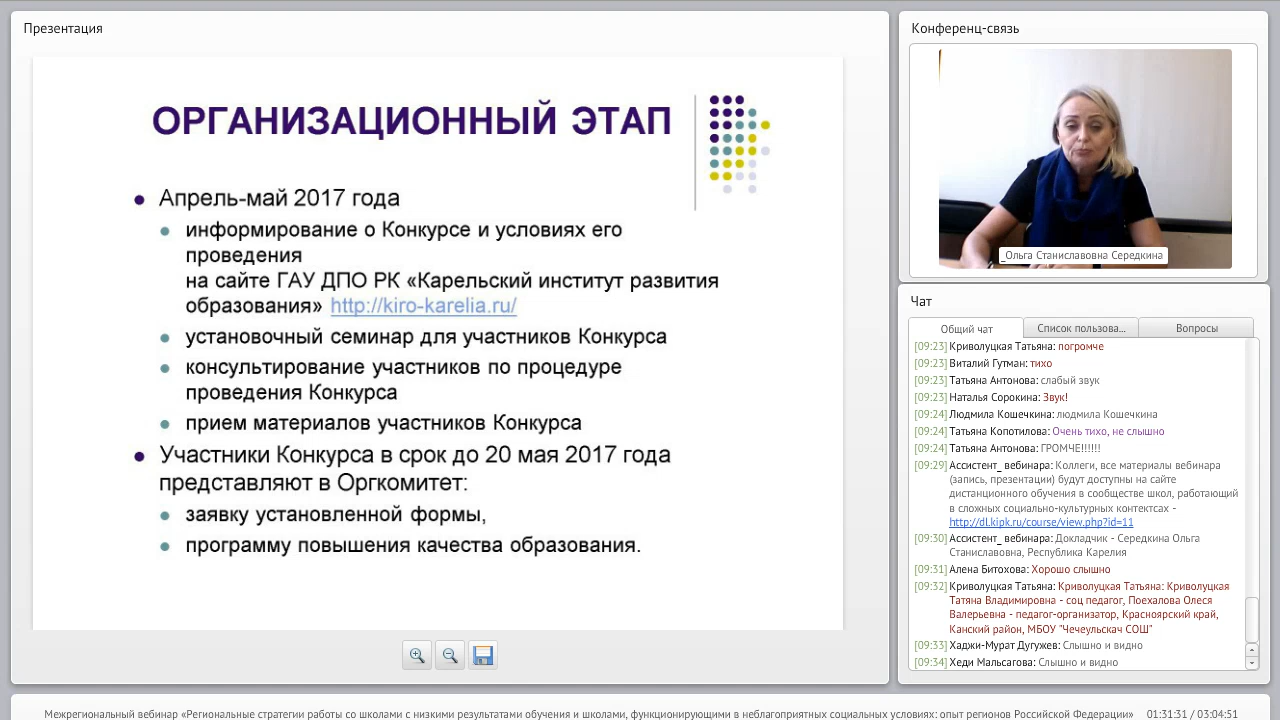 Презентация
ОРГАНИЗАЦИОННЫЙ ЭТАП
Апрель-май 2017 года
информирование о Конкурсе и условиях его
проведения
на сайте ГАУ ДПО РК «Карельский институт развития
образования» http://kiro-karelia.ru/
установочный семинар для участников Конкурса
консультирование участников по процедуре
проведения Конкурса
прием материалов участников Конкурса
Участники Конкурса в срок до 20 мая 2017 года
представляют в Оргкомитет:
заявку установленной формы,
программу повышения качества образования.
Конференц-связь
_Ольга Станиславовна Середкина
Чат
Общий чат
Список пользова...
Вопросы
[09:23] Криволуцкая Татьяна: погромче
[09:23] Виталий Гутман: тихо
[09:23] Татьяна Антонова: слабый звук
[09:23] Наталья Сорокина: Звук!
[09:24] Людмила Кошечкина: людмила Кошечкина
[09:24] Татьяна Копотилова: Очень тихо, не слышно
[09:24] Татьяна Антонова: ГРОМЧЕ!!!!!!
[09:29] Ассистент_ вебинара: Коллеги, все материалы вебинара
(запись, презентации) будут доступны на сайте
дистанционного обучения в сообществе школ, работающий
в сложных социально-культурных контектсах -
http://dl.kipk.ru/course/view.php?id=11
[09:30] Ассистент_ вебинара: Докладчик - Середкина Ольга
Станиславовна, Республика Карелия
[09:31] Алена Битохова: Хорошо слышно
[09:32] Криволуцкая Татьяна: Криволуцкая Татьяна: Криволуцкая
Татяна Владимировна - соц педагог, Поехалова Олеся
Валерьевна - педагог-организатор, Красноярский край,
Канский район, МБОУ "Чечеульскач СОШ"
[09:33] Хаджи-Мурат Дугужев: Слышно и видно
[09:34] Хеди Мальсагова: Слышно и видно
Межрегиональный вебинар «Региональные стратегии работы со школами с низкими результатами обучения и школами, функционирующими в неблагоприятных социальных условиях: опыт регионов Российской Федерации» 01:31:31 / 03:04:51